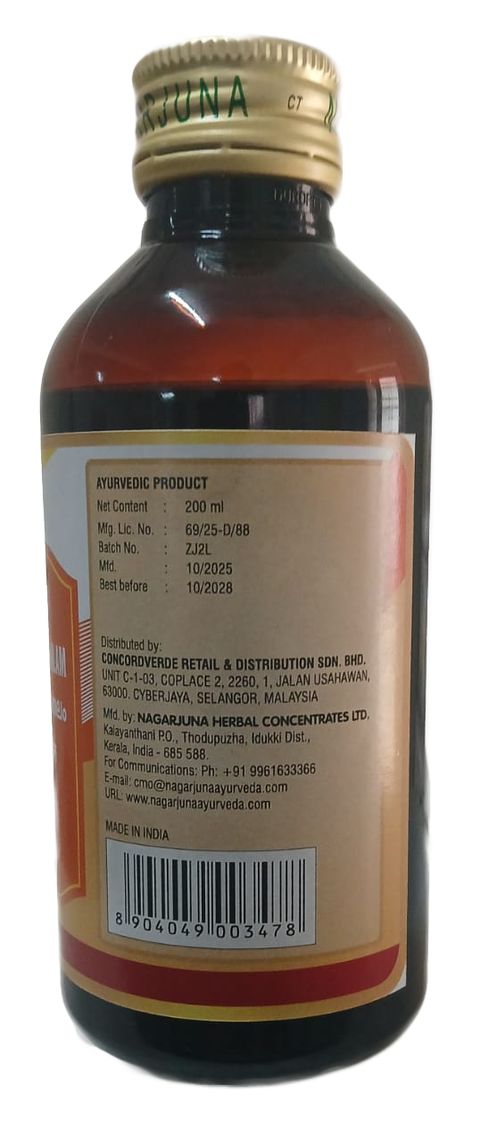 CT
AYURVEDIC PRODUCT
Net Content : 200 ml
Mfg. Lic. No. : 69/25-D/88
Batch No. : ZJ2L
Mfd. : 10/2025
Best before : 10/2028
Distributed by:
CONCORDVERDE RETAIL & DISTRIBUTION SDN. BHD.
UNIT C-1-03, COPLACE 2, 2260, 1, JALAN USAHAWAN,
63000. CYBERJAYA, SELANGOR, MALAYSIA
Mfd. by: NAGARJUNA HERBAL CONCENTRATES LTD.
Kalayanthani P.O., Thodupuzha, Idukki Dist.,
Kerala, India - 685 588.
For Communications: Ph: +91 9961633366
E-mail: cmo@nagarjunaayurveda.com
URL: www.nagarjunaayurveda.com
MADE IN INDIA
8 904049 003478